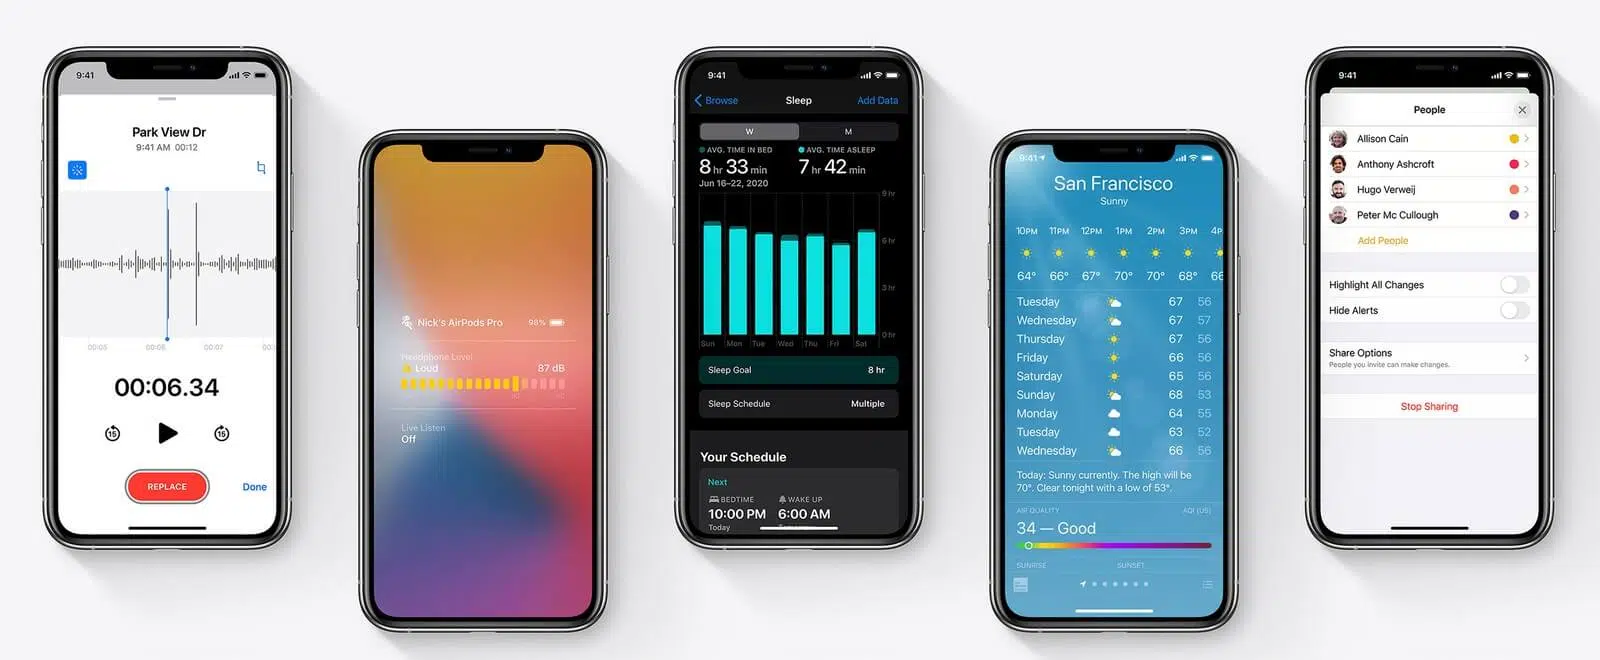 9:41
Park View Dr
9:41 AM 00:12
00:05 00:06 00:07
00:06.34
15 15
REPLACE
Done
Nick's AirPods Pro 98%
Headphone Level
Loud 87 dB
80
Live Listen
Off
9:41
Browse Sleep Add Data
W M
AVG. TIME IN BED AVG. TIME ASLEEP
8 hr 33 min 7 hr 42 min
Jun 16–22, 2020
9 hr
6 hr
3 hr
0 hr
Sun Mon Tue Wed Thu Fri Sat
Sleep Goal 8 hr
Sleep Schedule Multiple
Your Schedule
Next
BEDTIME WAKE UP
10:00 PM 6:00 AM
Today
9:41
San Francisco
Sunny
10PM 11PM 12PM 1PM 2PM 3PM 4P
64° 66° 67° 70° 70° 68° 66
Tuesday 67 56
Wednesday 67 57
Thursday 67 56
Friday 66 56
Saturday 65 56
Sunday 68 53
Monday 64 55
Tuesday 63 52
Wednesday 66 56
Today: Sunny currently. The high will be
70°. Clear tonight with a low of 53°.
AIR QUALITY AQI (US)
34 — Good
SUNRISE SUNSET
9:41
People
Allison Cain
Anthony Ashcroft
Hugo Verweij
Peter Mc Cullough
Add People
Highlight All Changes
Hide Alerts
Share Options
People you invite can make changes.
Stop Sharing